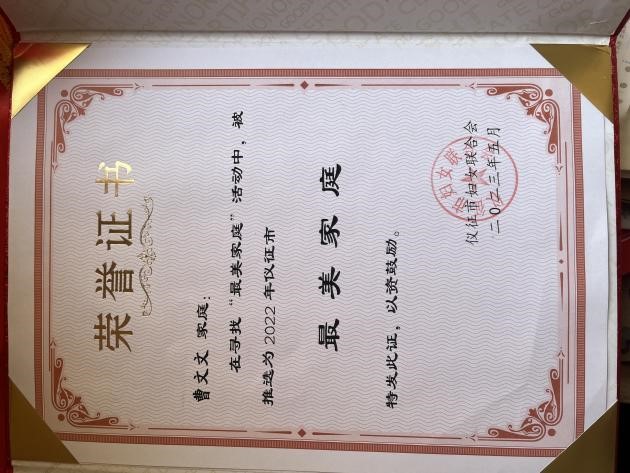 荣誉证书
曹文文 家庭：
在寻找“最美家庭”活动中，被
推选为2022年仪征市
最美家庭
特发此证，以资鼓励。
仪征市妇女联合会
二〇二三年五月